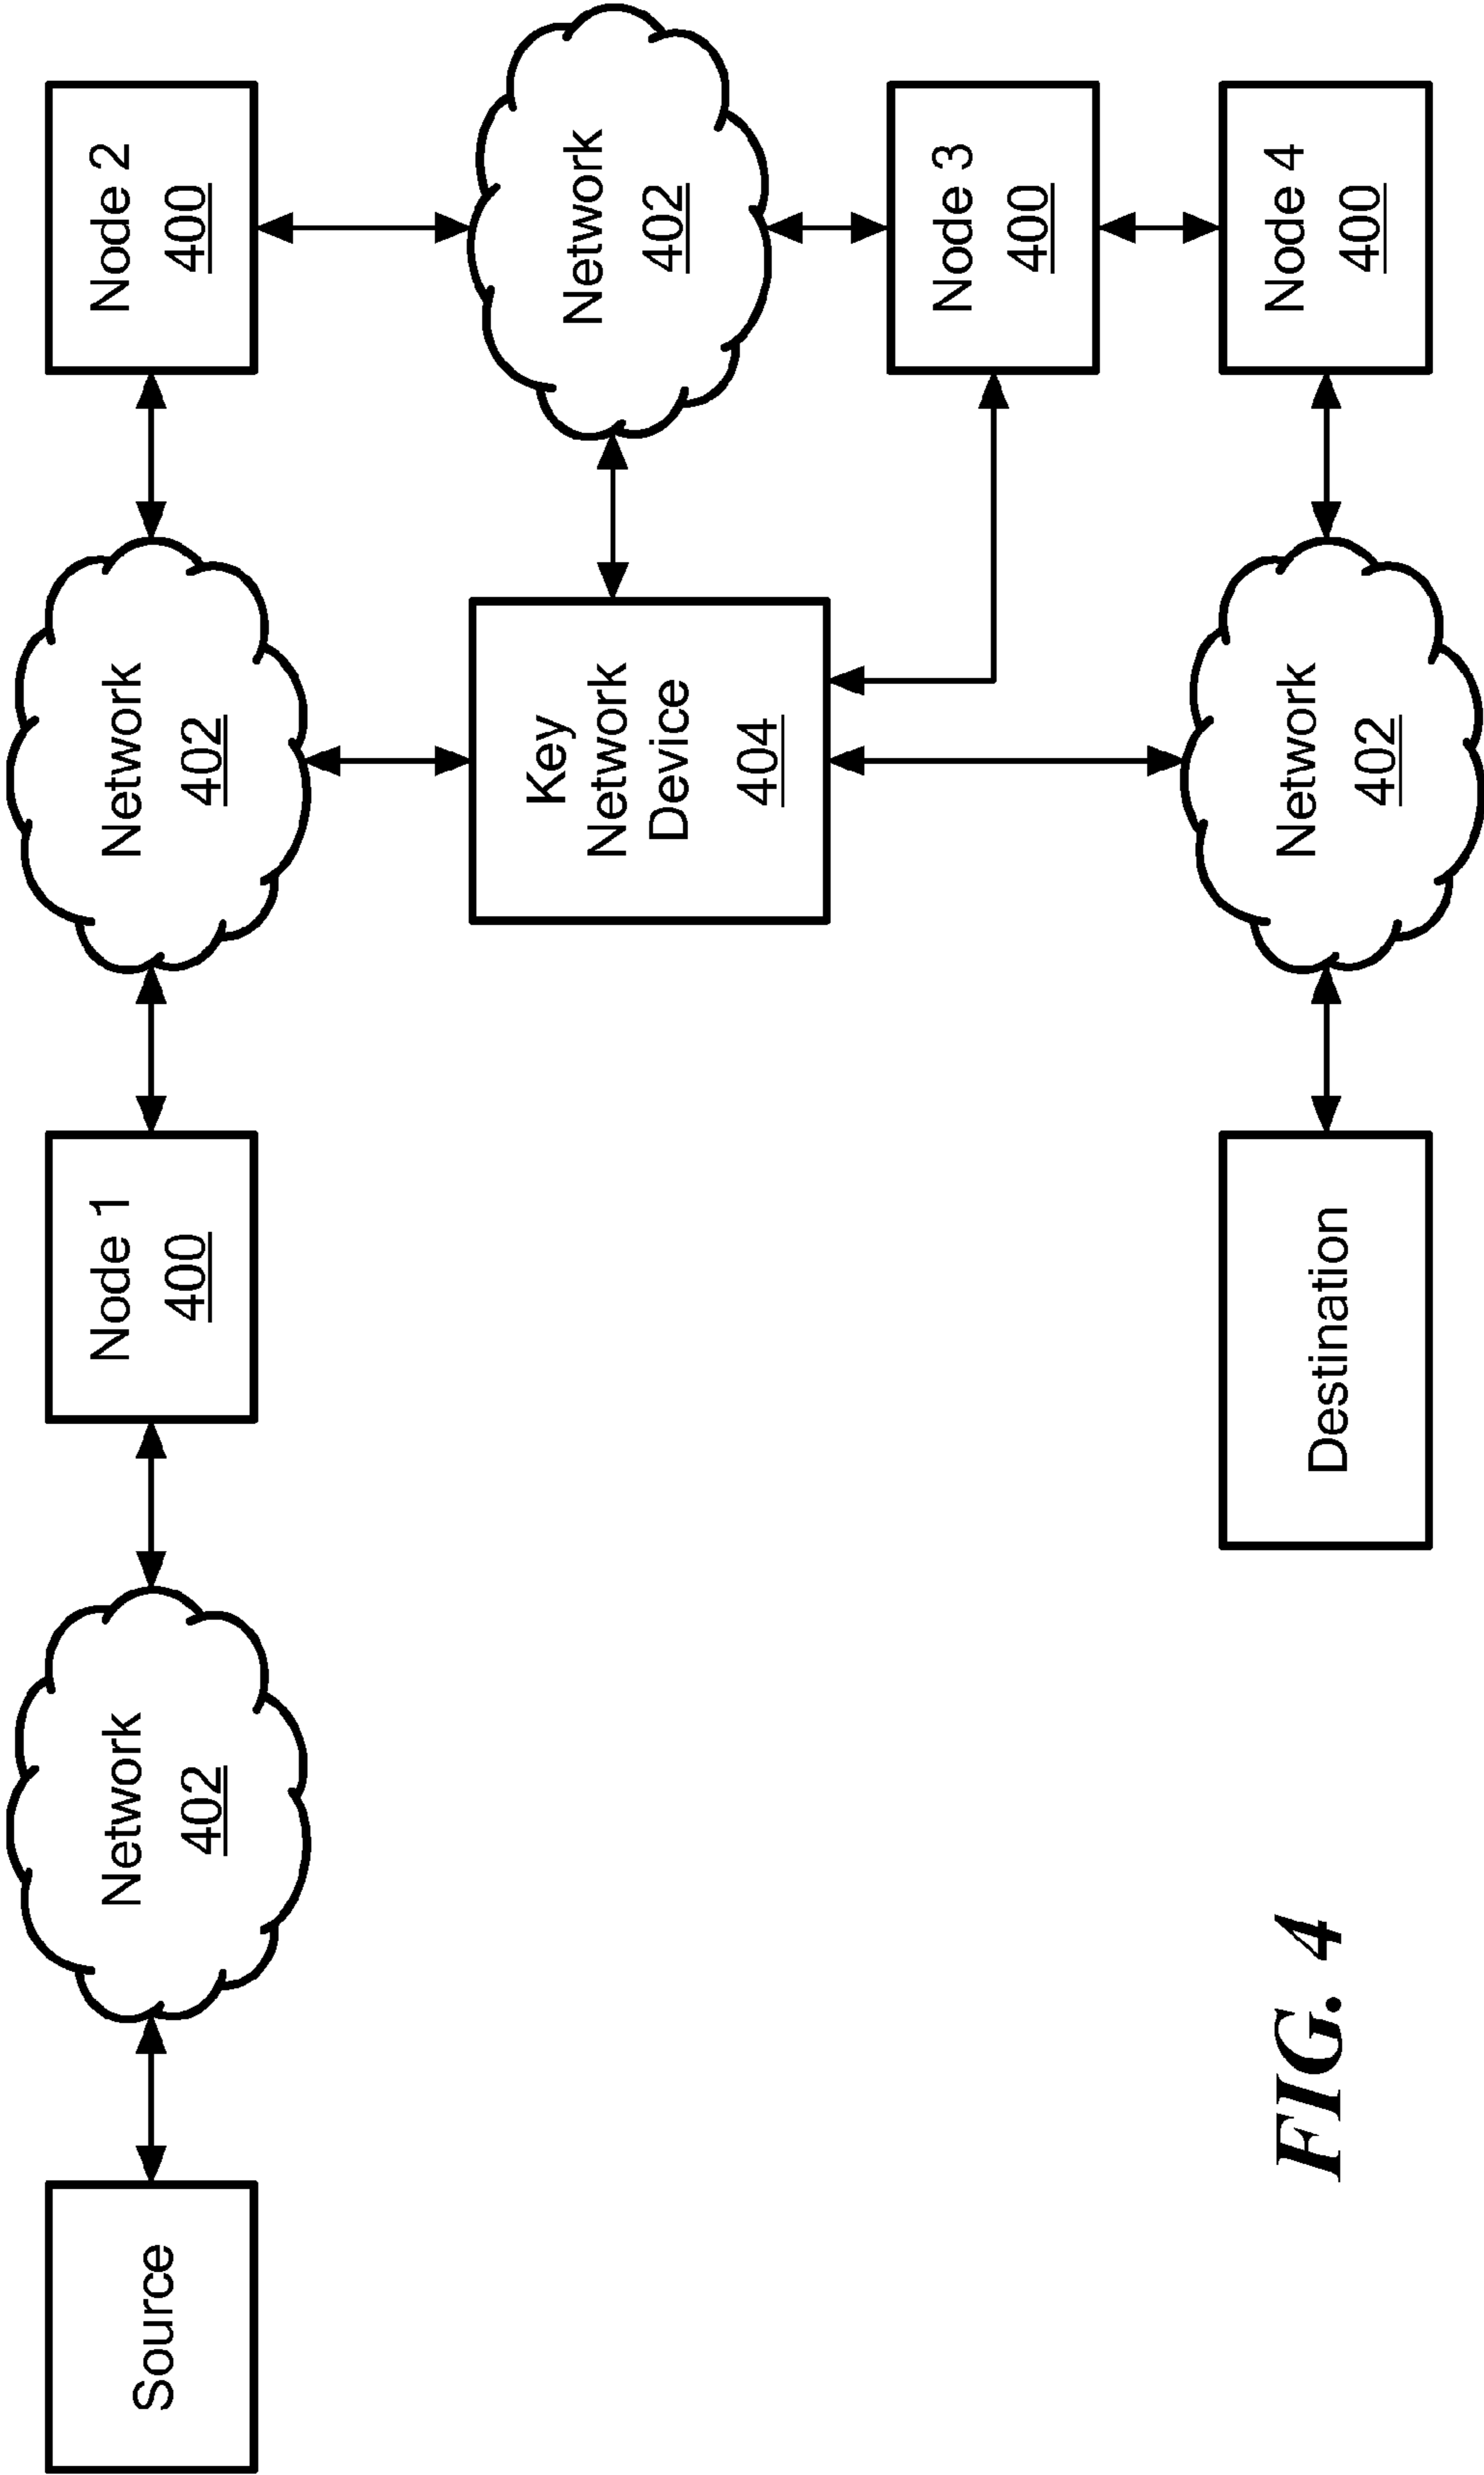 Source
Network
402
Node 1
400
Network
402
Node 2
400
Key
Network
Device
404
Network
402
Node 3
400
Destination
Network
402
Node 4
400
FIG. 4